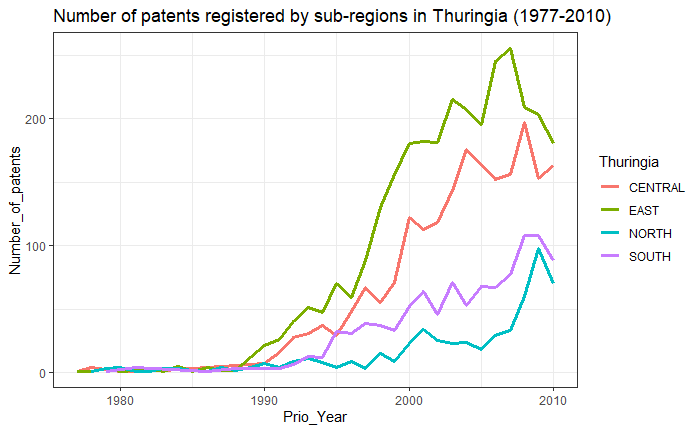 Number of patents registered by sub-regions in Thuringia (1977-2010)
Number_of_patents
200
100
0
1980
1990
2000
2010
Prio_Year
Thuringia
CENTRAL
EAST
NORTH
SOUTH